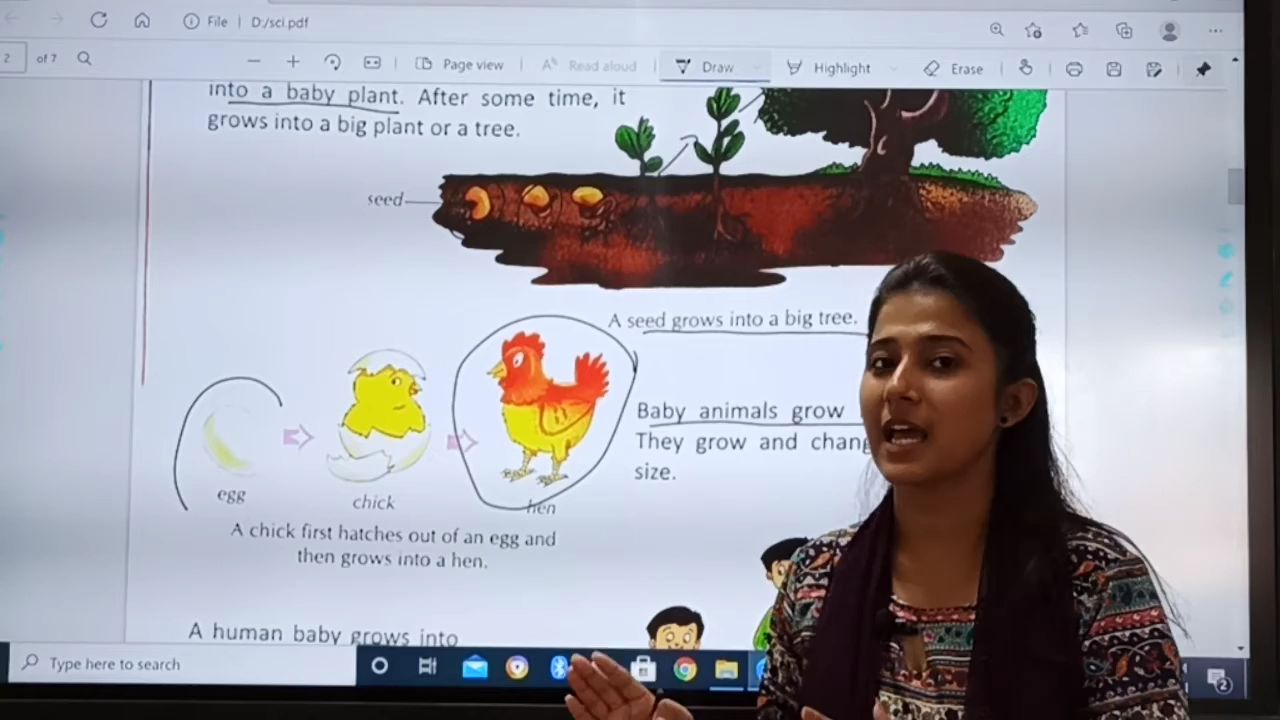 File | D:/sci.pdf
2 of 7
Page view
Read aloud
Draw
Highlight
Erase
into a baby plant. After some time, it
grows into a big plant or a tree.
seed
A seed grows into a big tree.
Baby animals grow
They grow and chang
size.
egg
chick
hen
A chick first hatches out of an egg and
then grows into a hen.
A human baby grows into
Type here to search
2